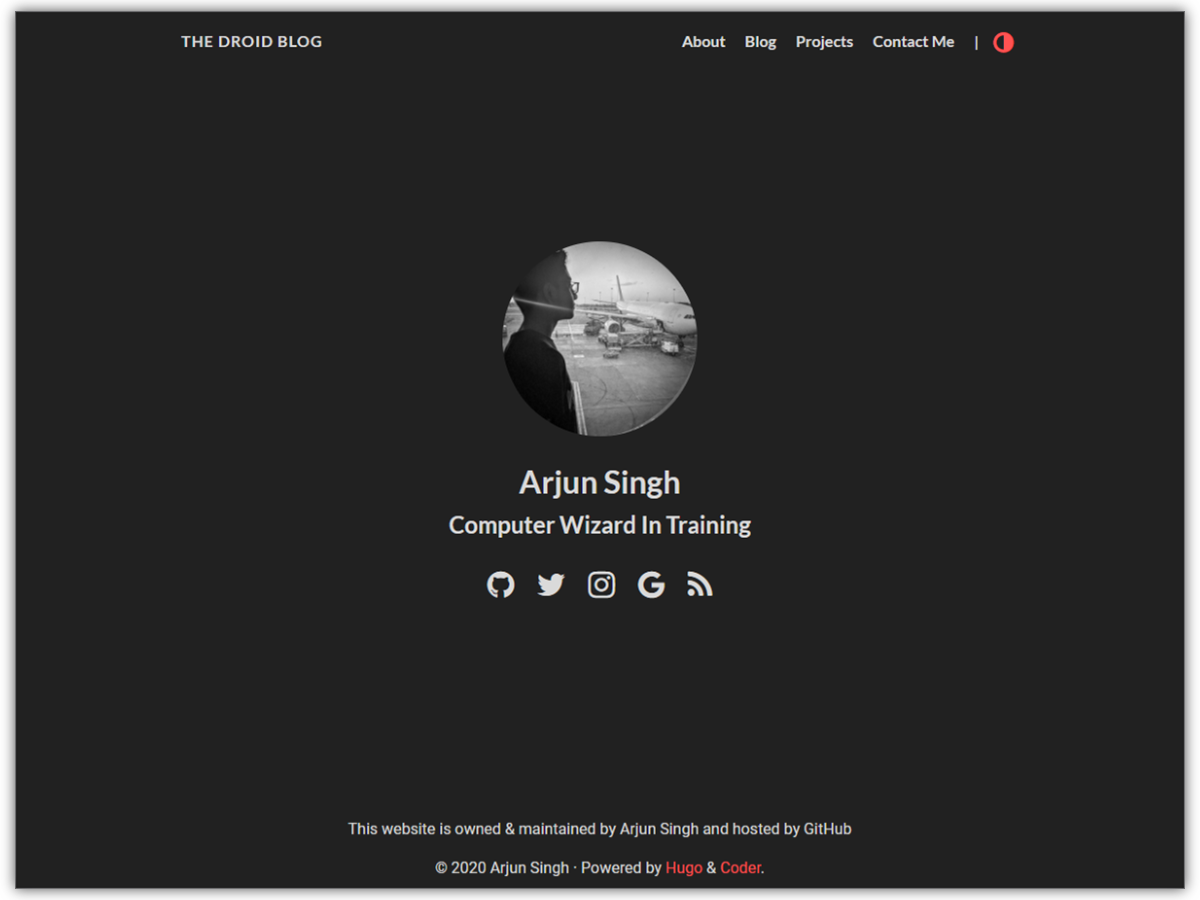 THE DROID BLOG About Blog Projects Contact Me |
Arjun Singh
Computer Wizard In Training
This website is owned & maintained by Arjun Singh and hosted by GitHub
© 2020 Arjun Singh · Powered by Hugo & Coder.